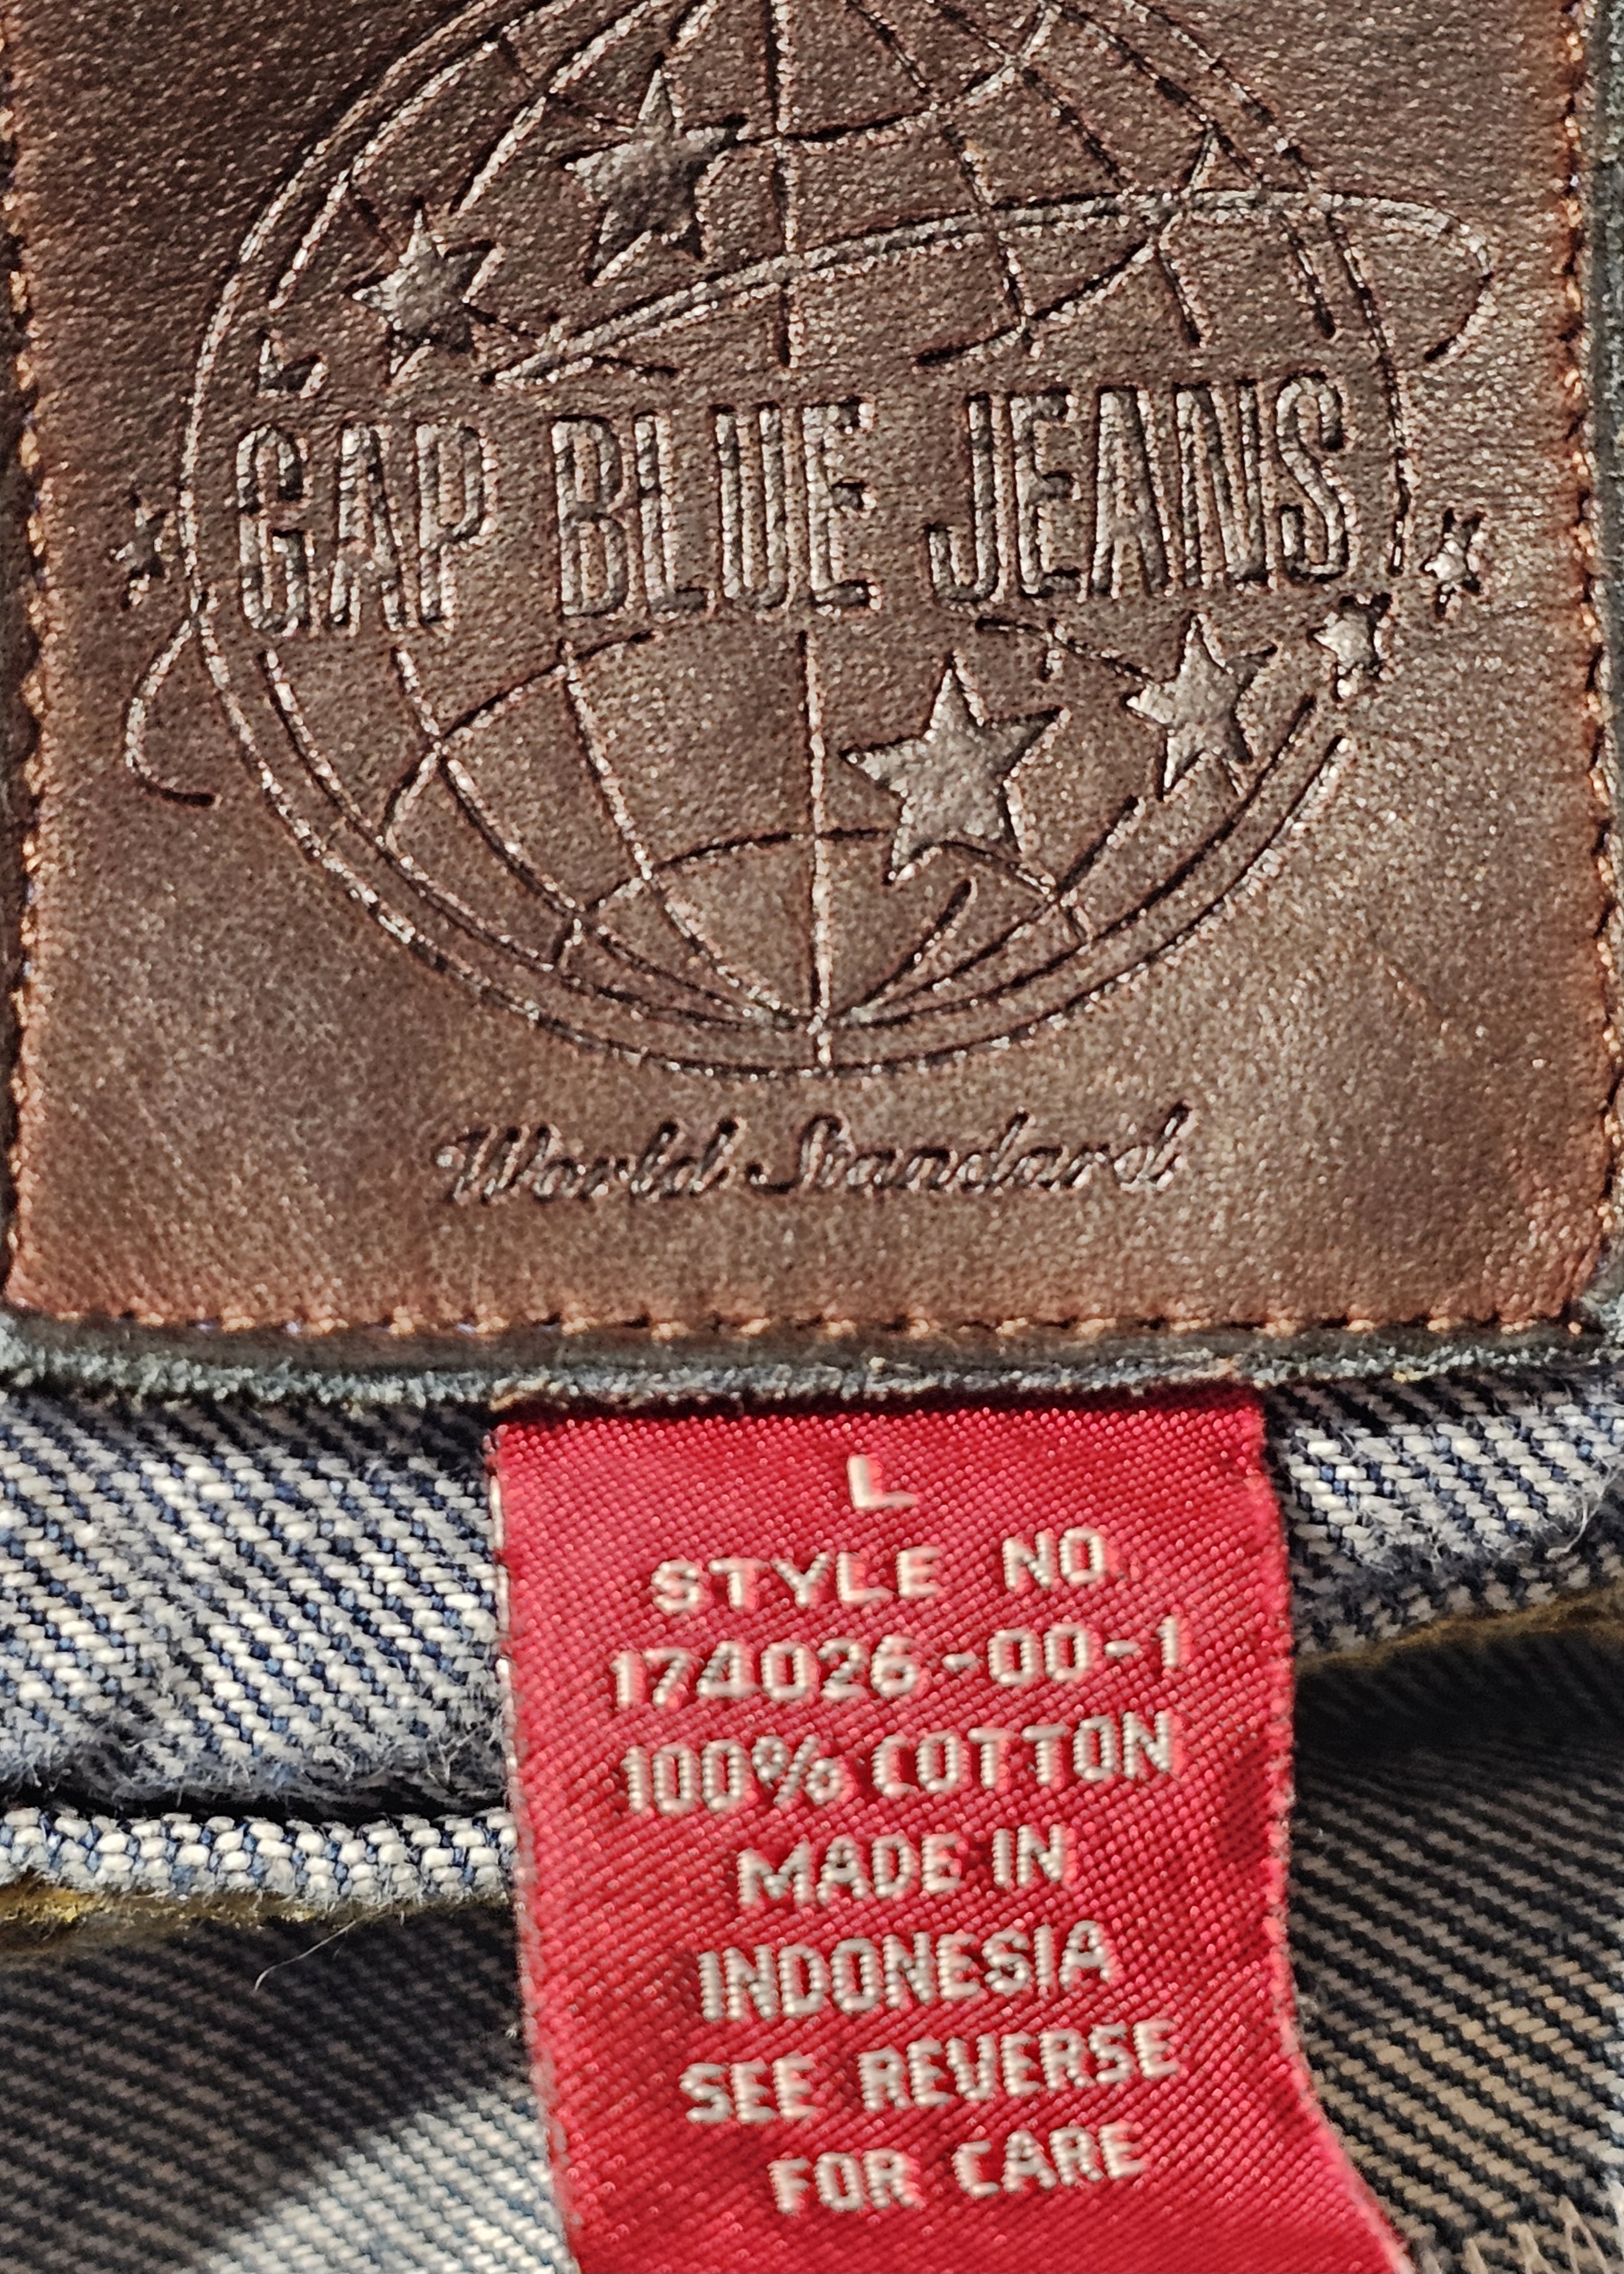 GAP BLUE JEANS
World Standard
L
STYLE NO.
174026-00-1
100% COTTON
MADE IN
INDONESIA
SEE REVERSE
FOR CARE